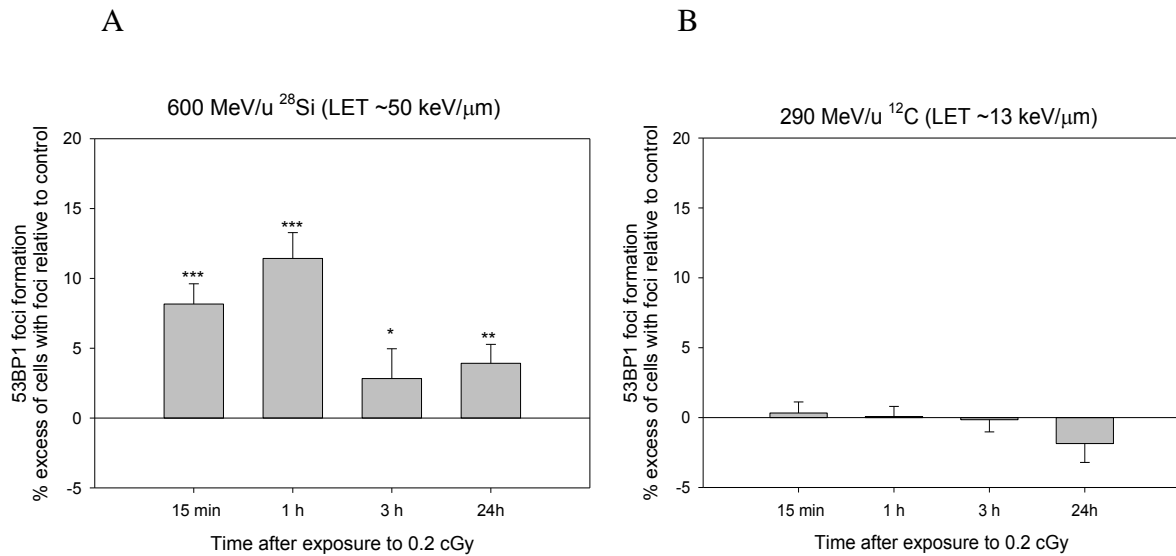 A
600 MeV/u ²⁸Si (LET ~50 keV/μm)
53BP1 foci formation
% excess of cells with foci relative to control
20
15
10
5
0
-5
***
***
*
**
15 min 1 h 3 h 24h
Time after exposure to 0.2 cGy
B
290 MeV/u ¹²C (LET ~13 keV/μm)
53BP1 foci formation
% excess of cells with foci relative to control
20
15
10
5
0
-5
15 min 1 h 3 h 24h
Time after exposure to 0.2 cGy